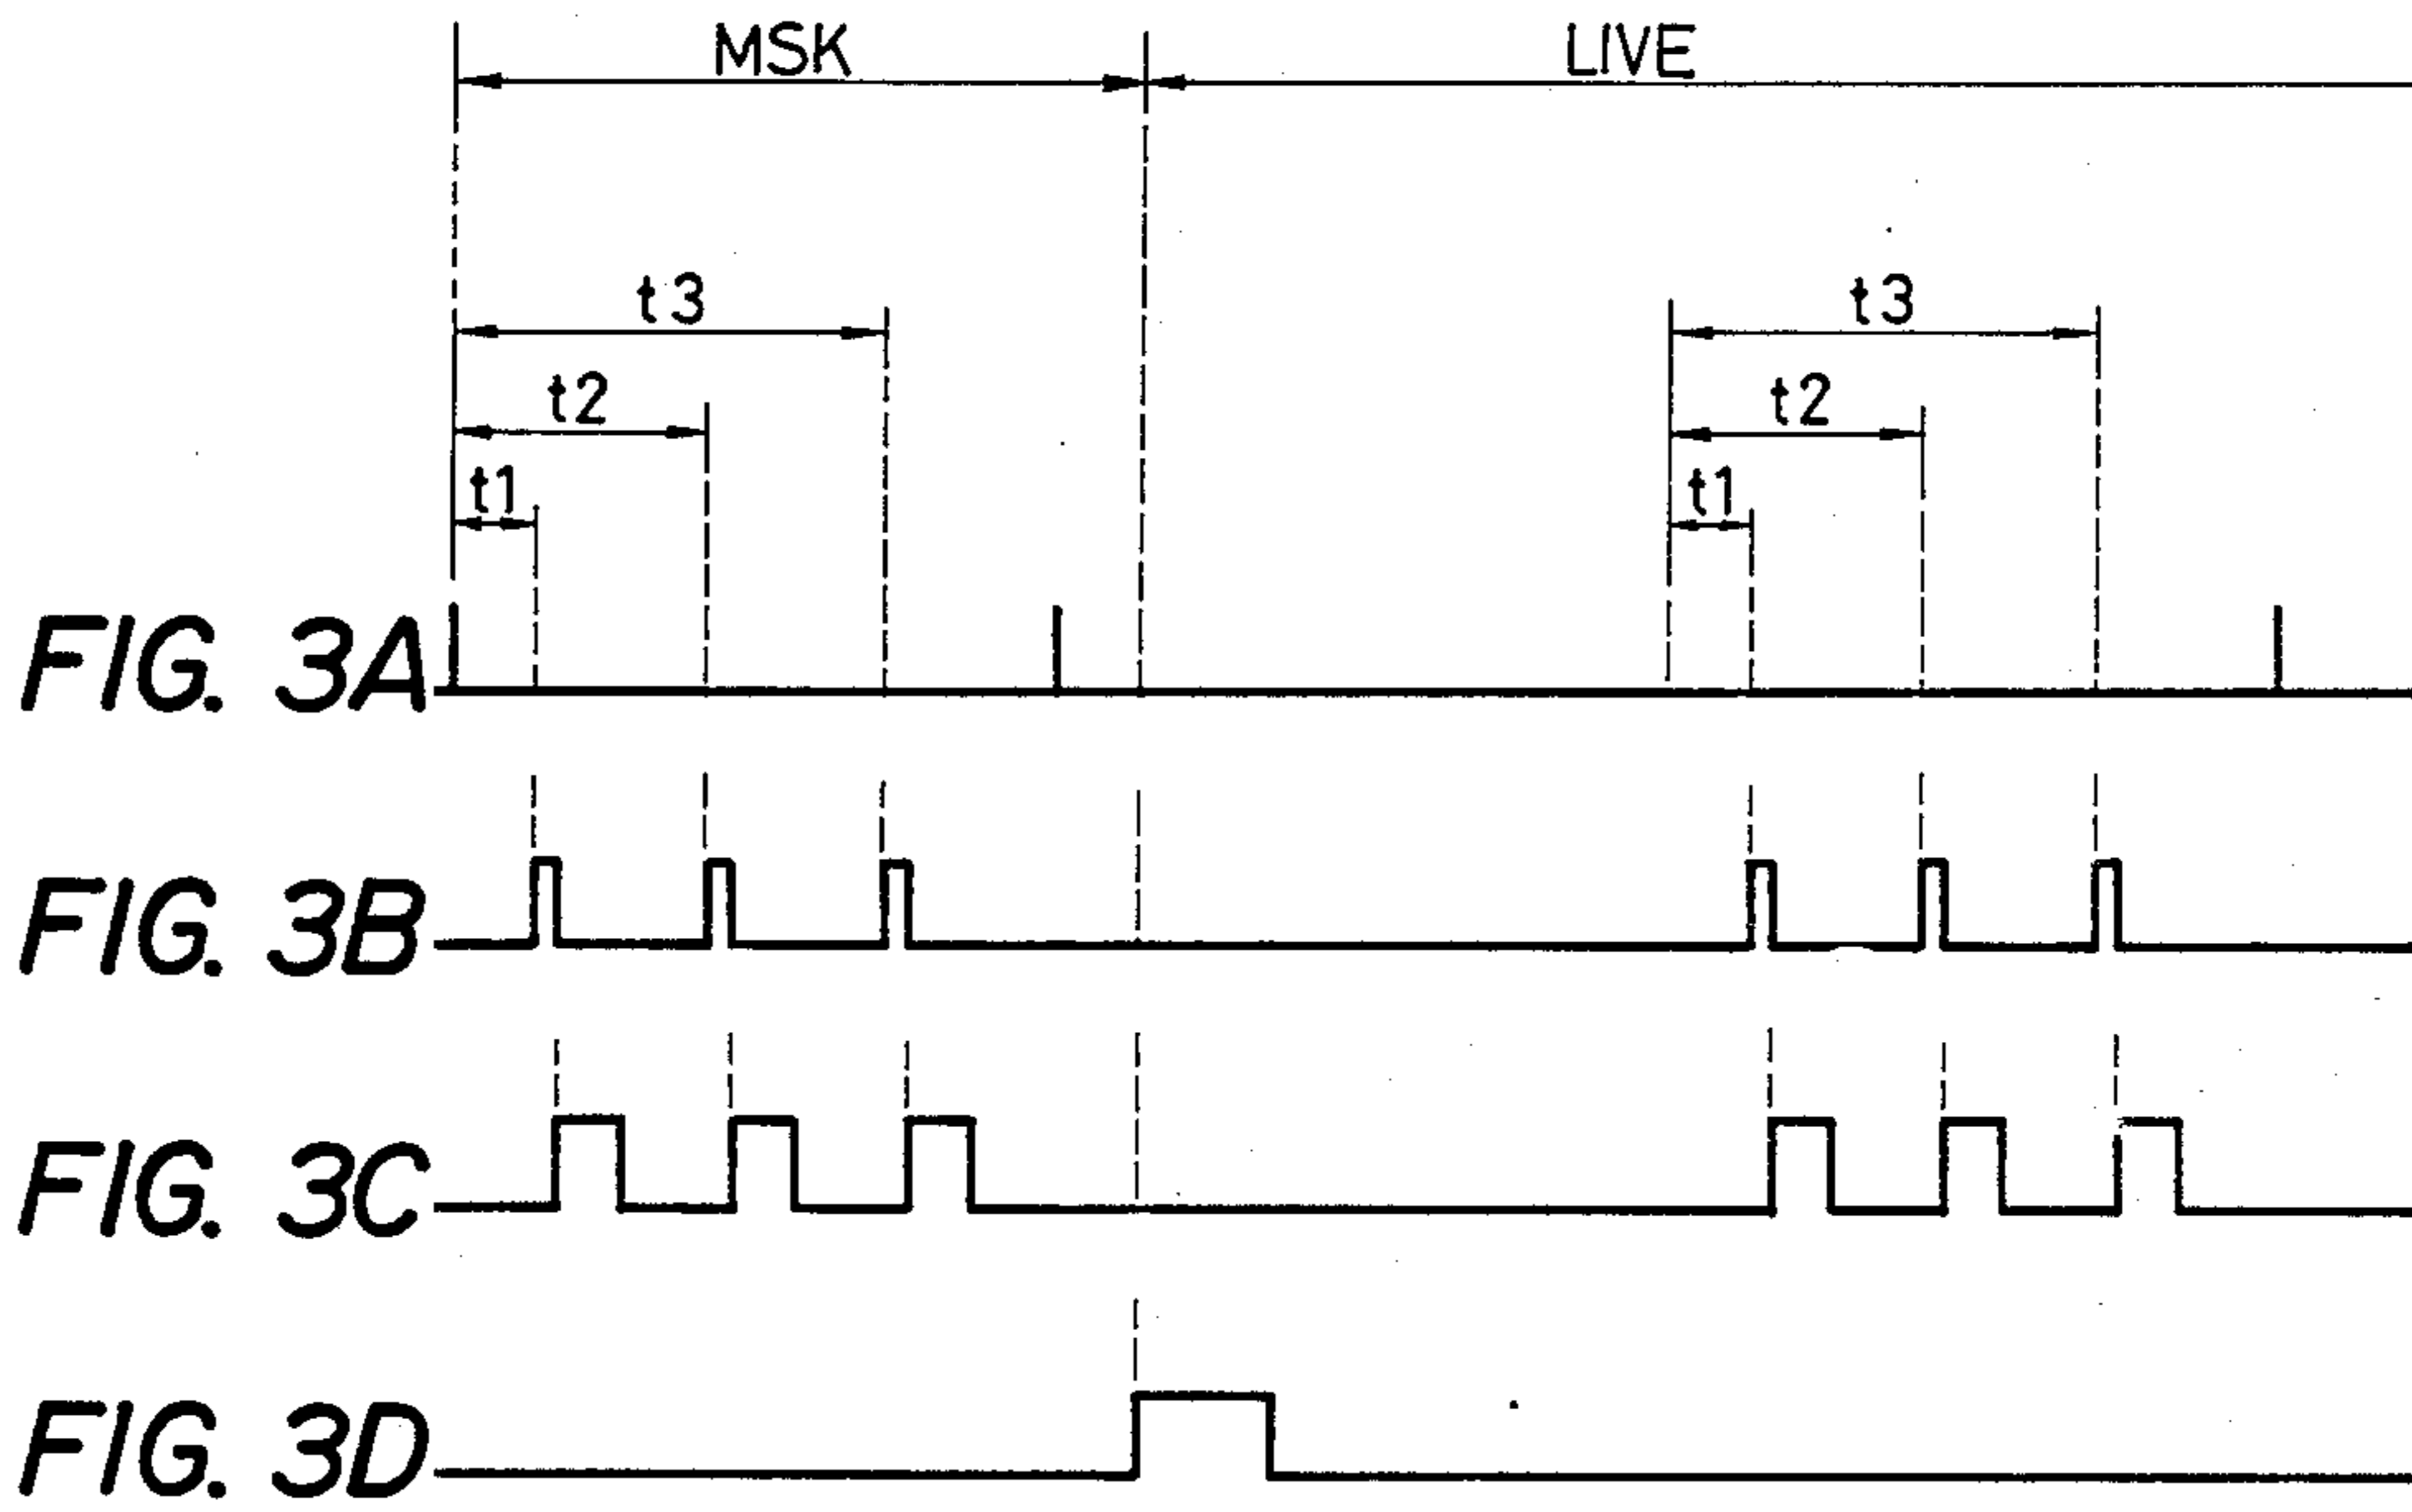 MSK LIVE
t3 t3
t2 t2
t1 t1
FIG. 3A
FIG. 3B
FIG. 3C
FIG. 3D